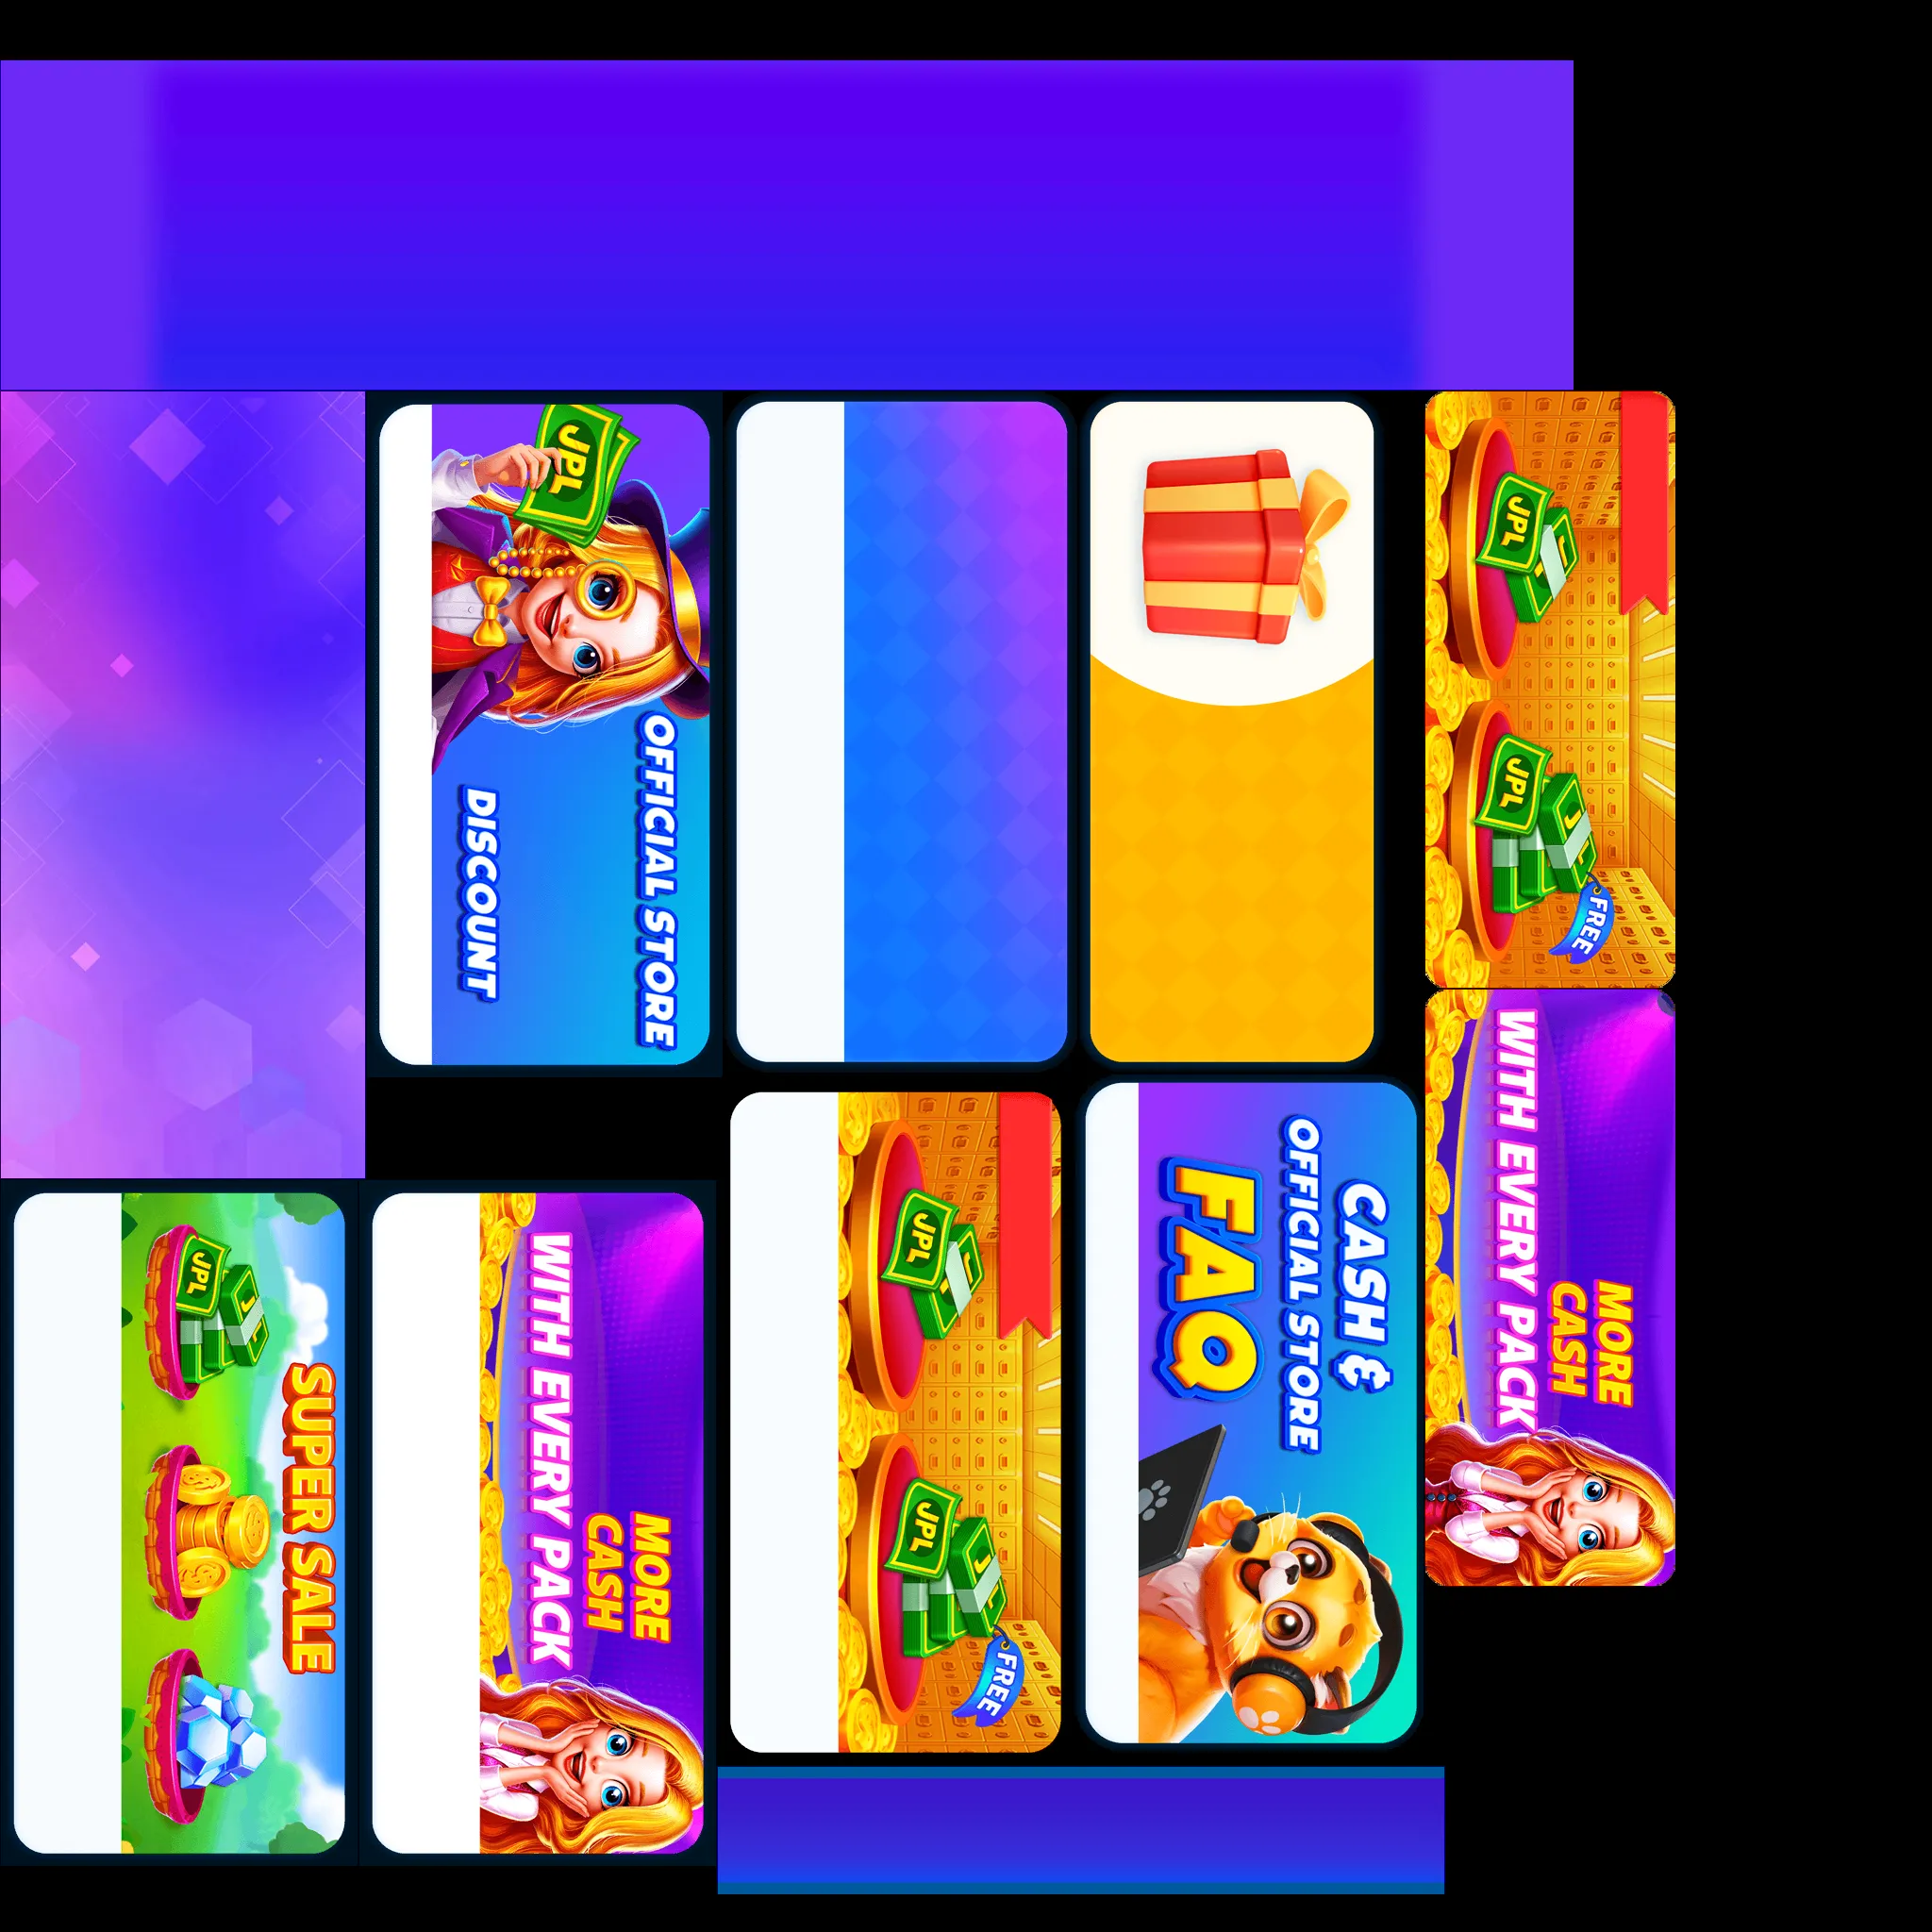 OFFICIAL STORE
DISCOUNT
JPL
JPL
JPL
FREE
WITH EVERY PACK
MORE
CASH
SUPER SALE
JPL
MORE
CASH
WITH EVERY PACK
JPL
JPL
FREE
CASH &
OFFICIAL STORE
FAQ